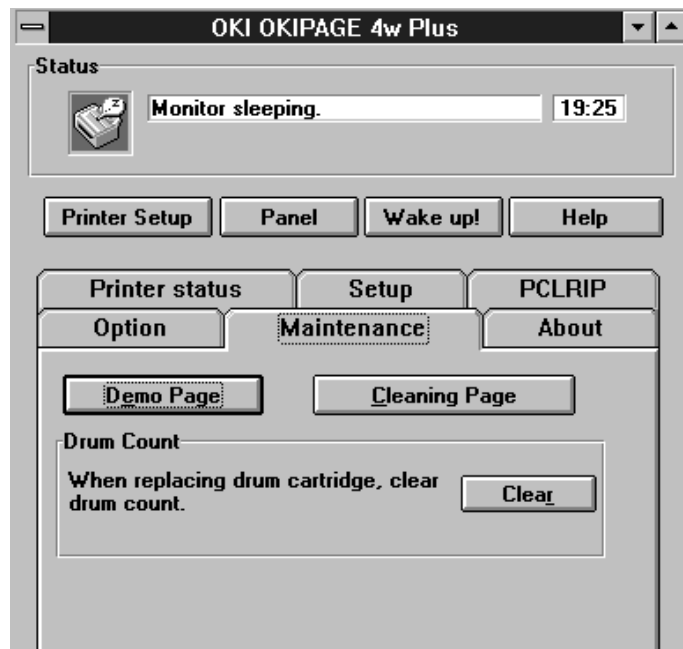 OKI OKIPAGE 4w Plus
Status
Monitor sleeping. 19:25
Printer Setup Panel Wake up! Help
Printer status Setup PCLRIP
Option Maintenance About
Demo Page Cleaning Page
Drum Count
When replacing drum cartridge, clear
drum count.
Clear